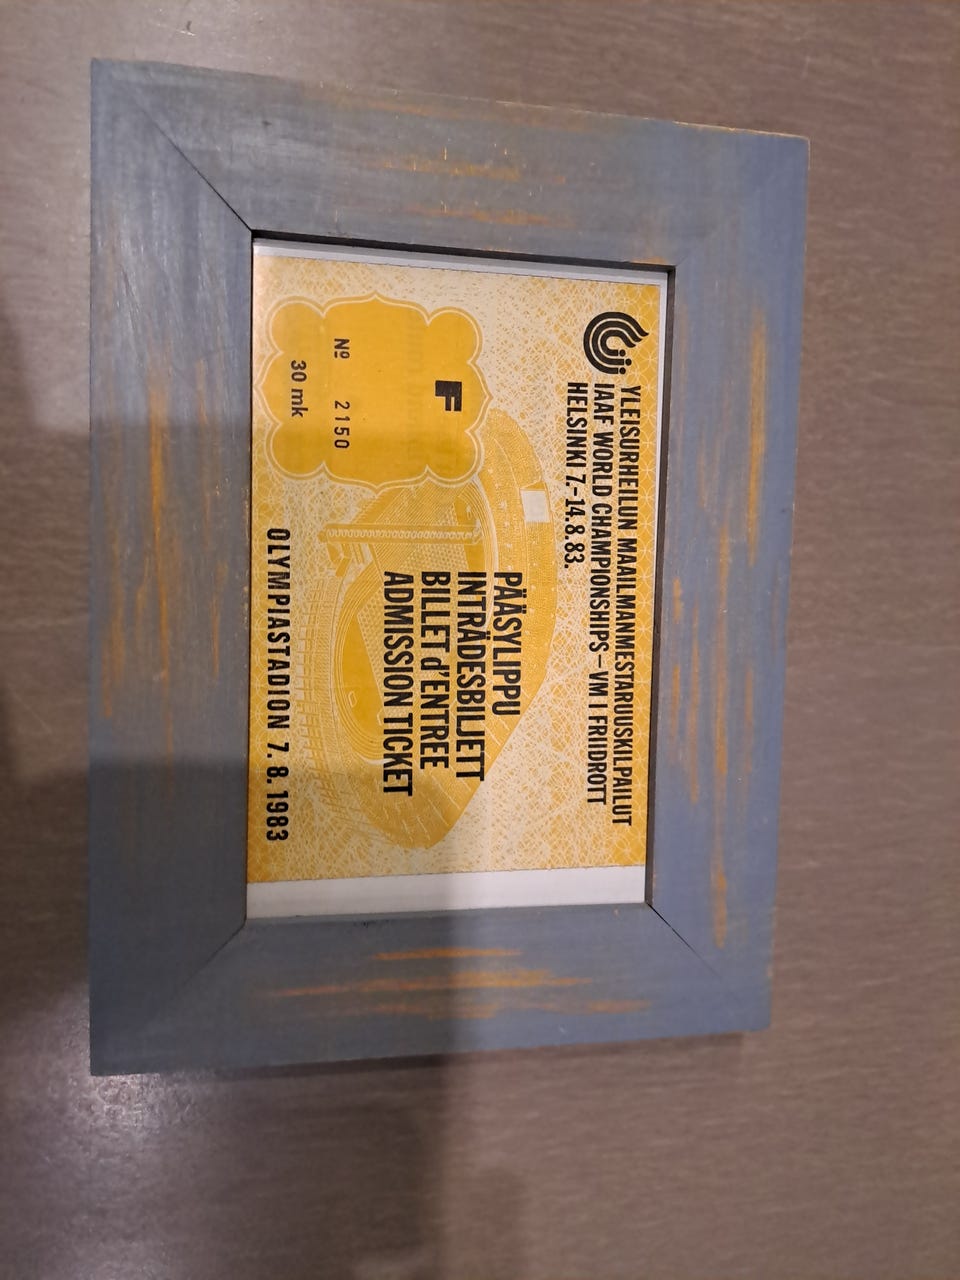 YLEISURHEILUN MAAILMANMESTARUUSKILPAILUT
IAAF WORLD CHAMPIONSHIPS – VM I FRIIDROTT
HELSINKI 7.–14.8.83.
F
Nº 2150
30 mk
PÄÄSYLIPPU
INTRÄDESBILJETT
BILLET d'ENTREE
ADMISSION TICKET
OLYMPIASTADION 7.8.1983